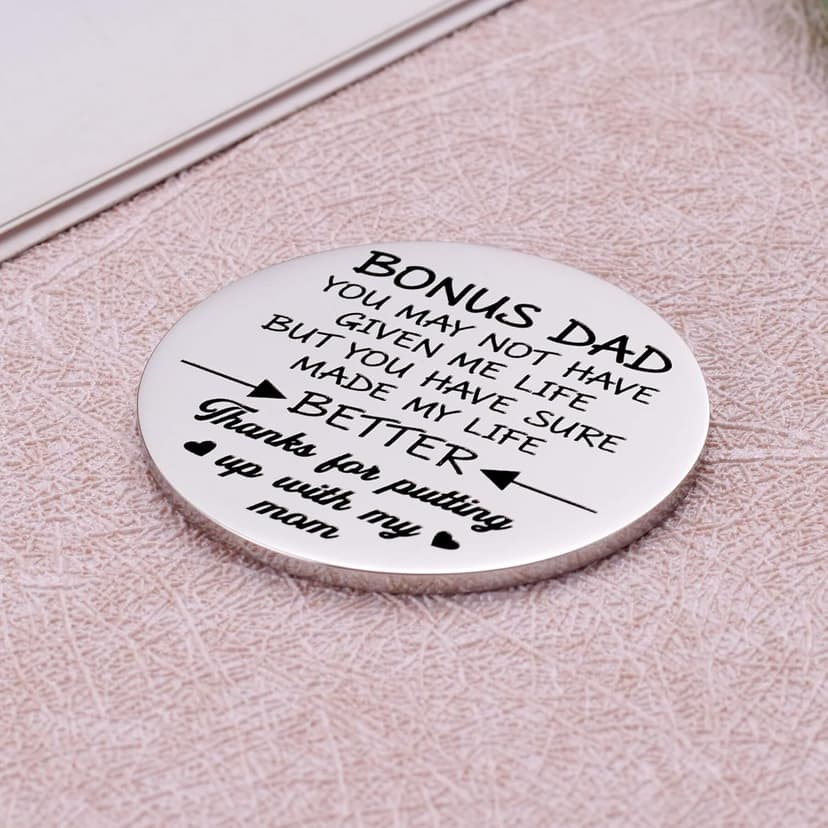 BONUS DAD
YOU MAY NOT HAVE
GIVEN ME LIFE
BUT YOU HAVE SURE
MADE MY LIFE
BETTER
Thanks for putting
up with my
mom